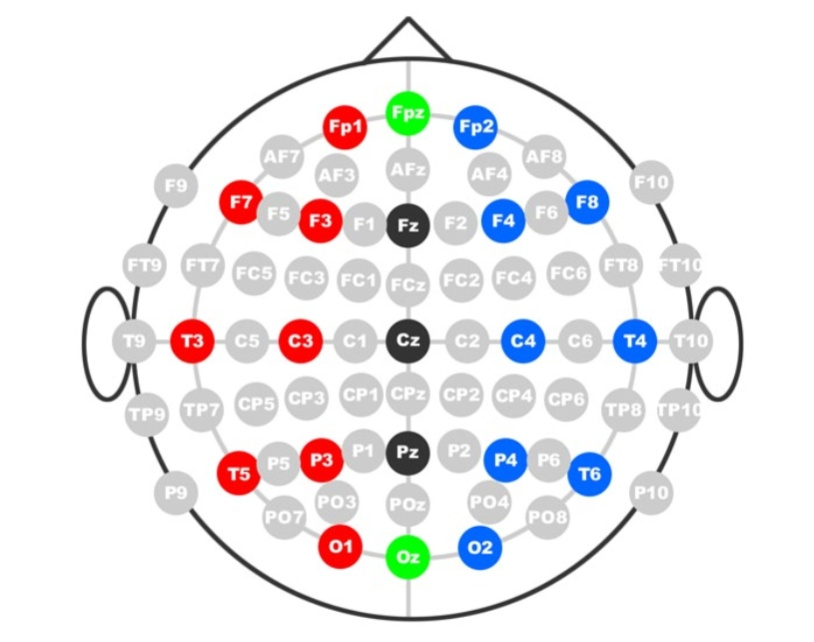 Fpz
Fp1 Fp2
AF7 AF8
AF3 AFz AF4
F9 F10
F7 F8
F5 F3 F1 Fz F2 F4 F6
FT9 FT7 FC5 FC3 FC1 FCz FC2 FC4 FC6 FT8 FT10
T9 T3 C5 C3 C1 Cz C2 C4 C6 T4 T10
TP9 TP7 CP5 CP3 CP1 CPz CP2 CP4 CP6 TP8 TP10
T5 P5 P3 P1 Pz P2 P4 P6 T6
P9 P10
PO7 PO3 POz PO4 PO8
O1 Oz O2